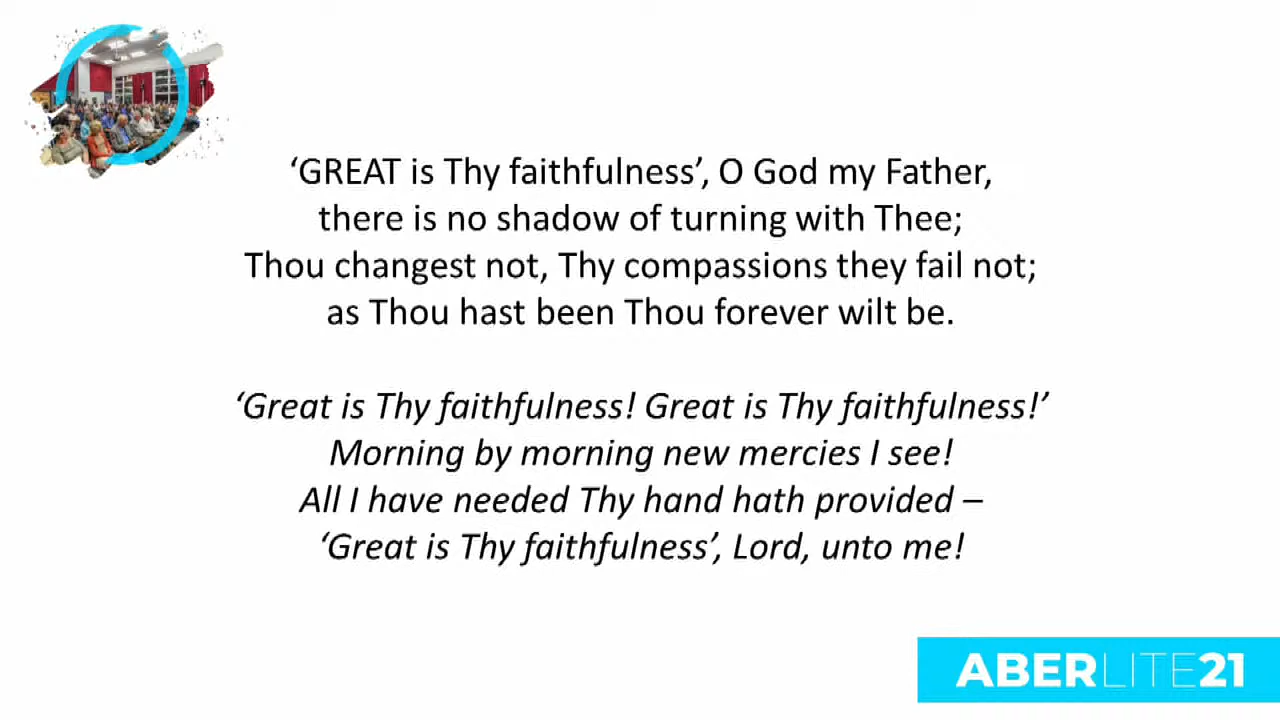 ‘GREAT is Thy faithfulness’, O God my Father,
there is no shadow of turning with Thee;
Thou changest not, Thy compassions they fail not;
as Thou hast been Thou forever wilt be.
‘Great is Thy faithfulness! Great is Thy faithfulness!’
Morning by morning new mercies I see!
All I have needed Thy hand hath provided –
‘Great is Thy faithfulness’, Lord, unto me!
ABERLITE21